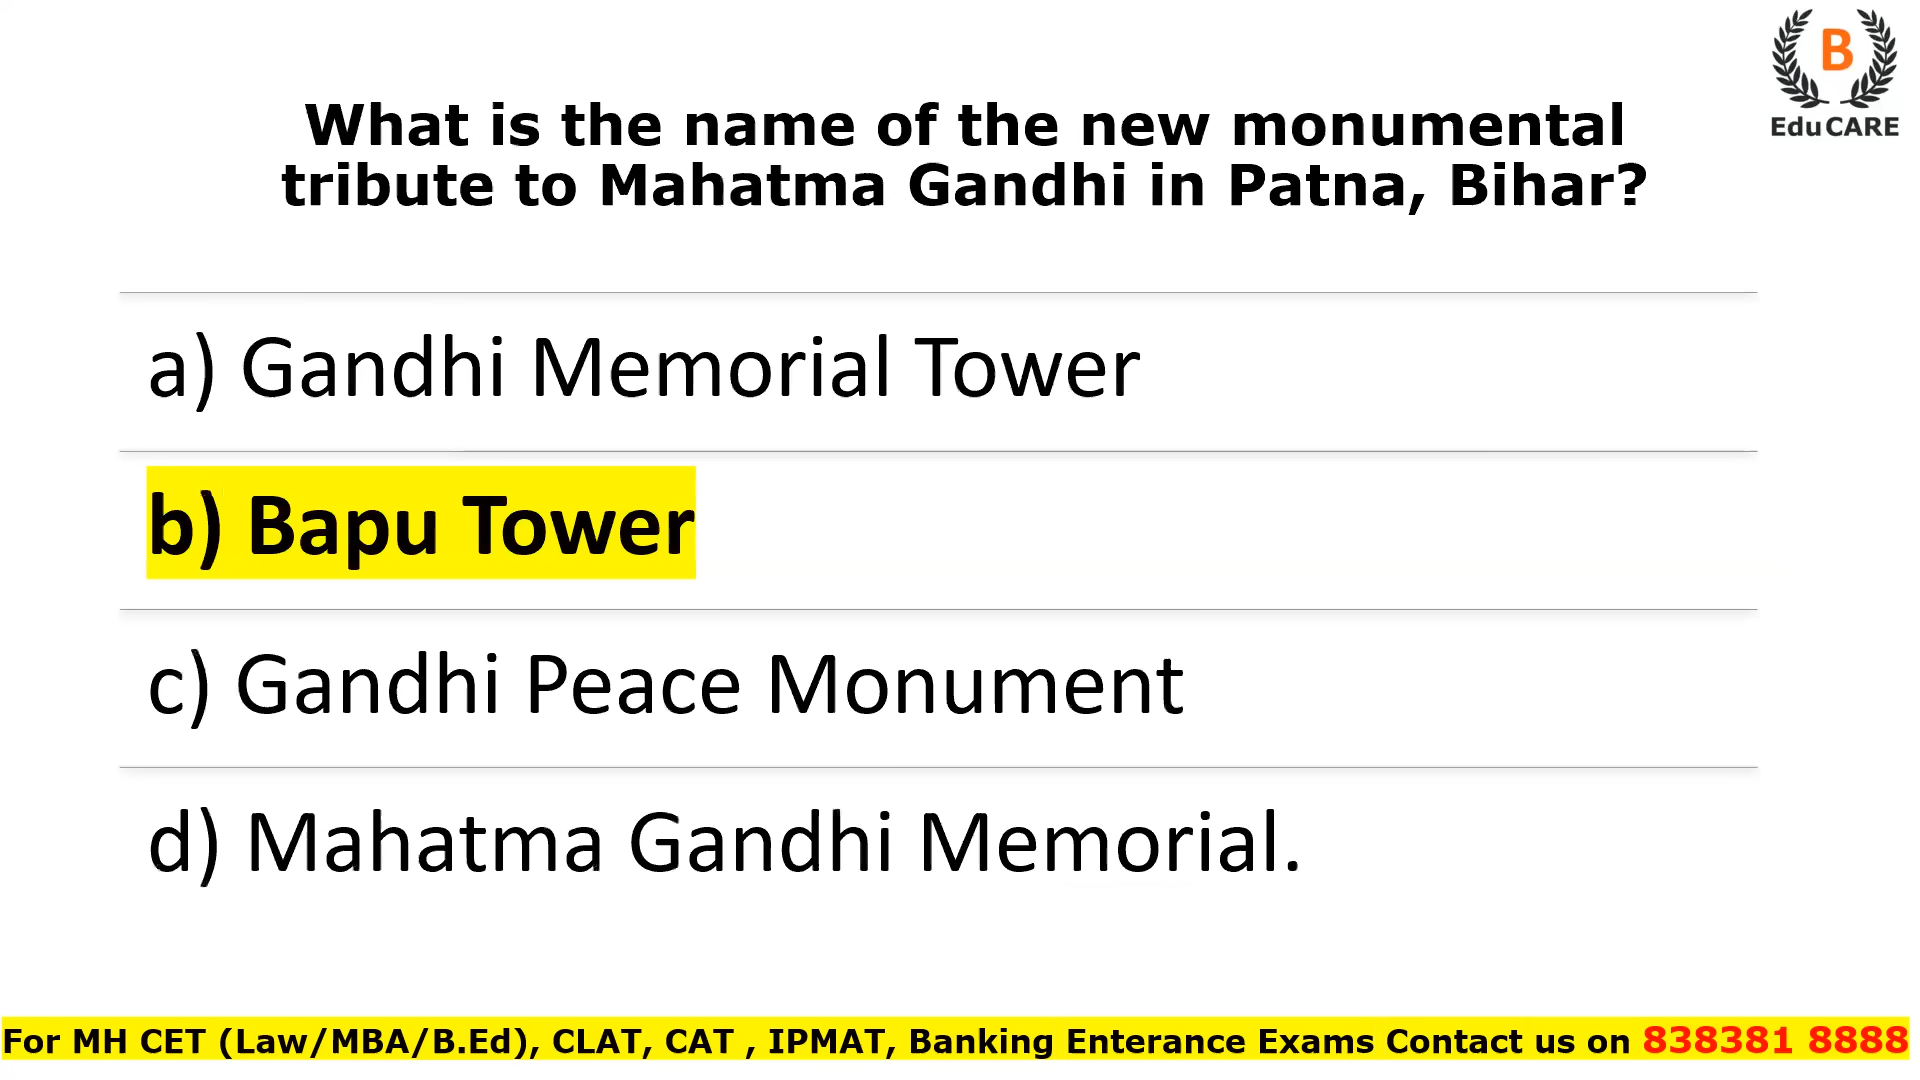 B
EduCARE
What is the name of the new monumental
tribute to Mahatma Gandhi in Patna, Bihar?
a) Gandhi Memorial Tower
b) Bapu Tower
c) Gandhi Peace Monument
d) Mahatma Gandhi Memorial.
For MH CET (Law/MBA/B.Ed), CLAT, CAT , IPMAT, Banking Enterance Exams Contact us on 838381 8888